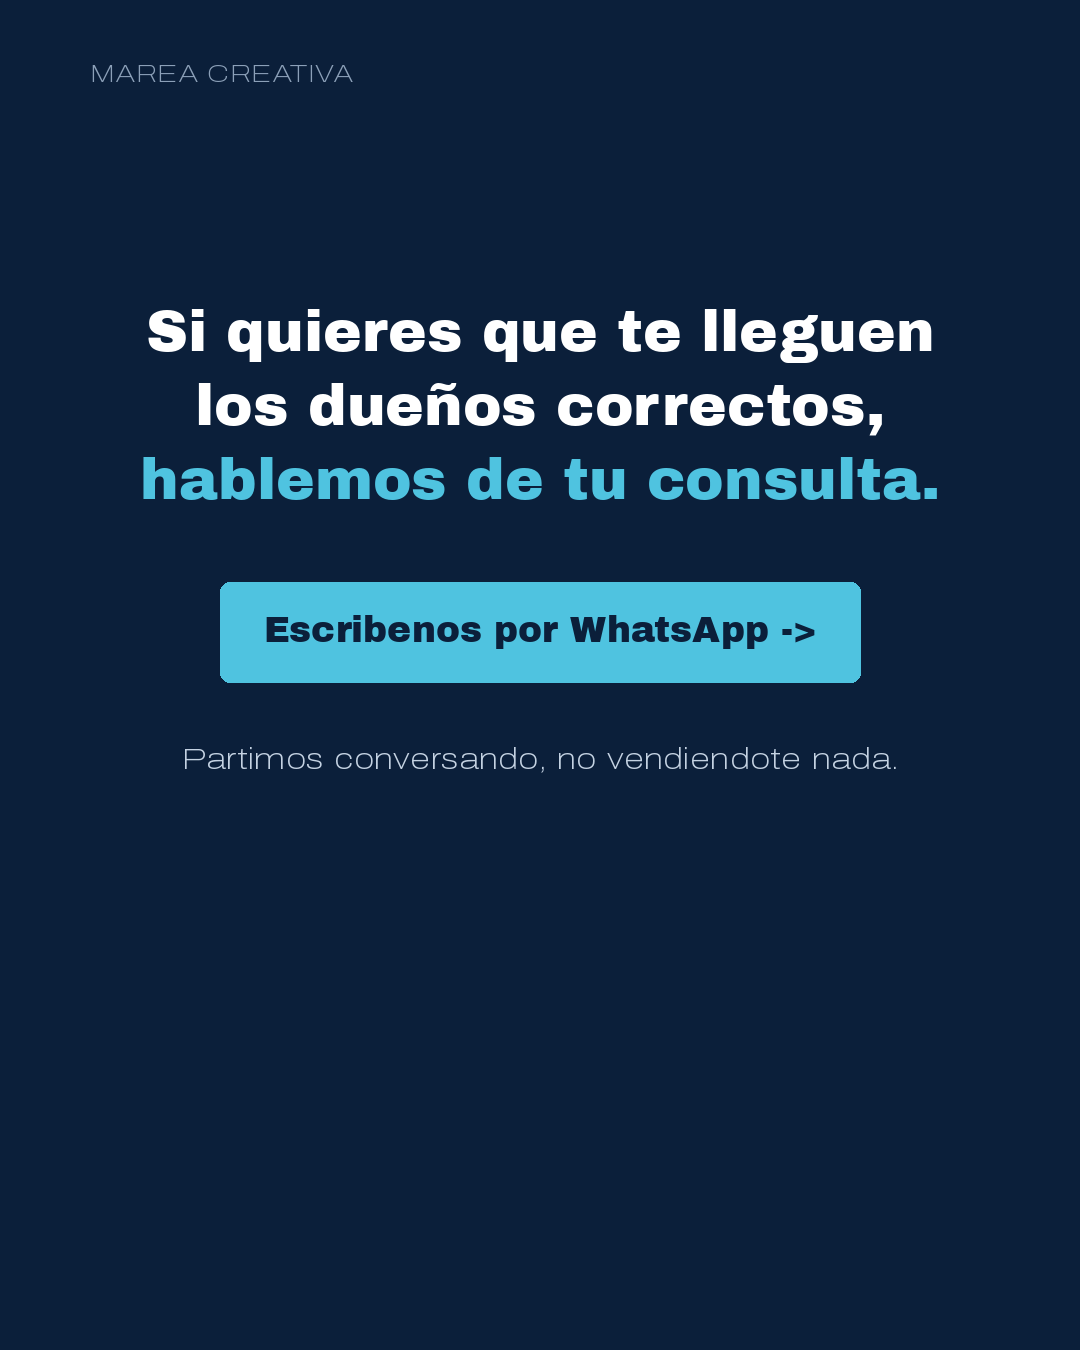 MAREA CREATIVA
Si quieres que te lleguen
los dueños correctos,
hablemos de tu consulta.
Escribenos por WhatsApp ->
Partimos conversando, no vendiendote nada.